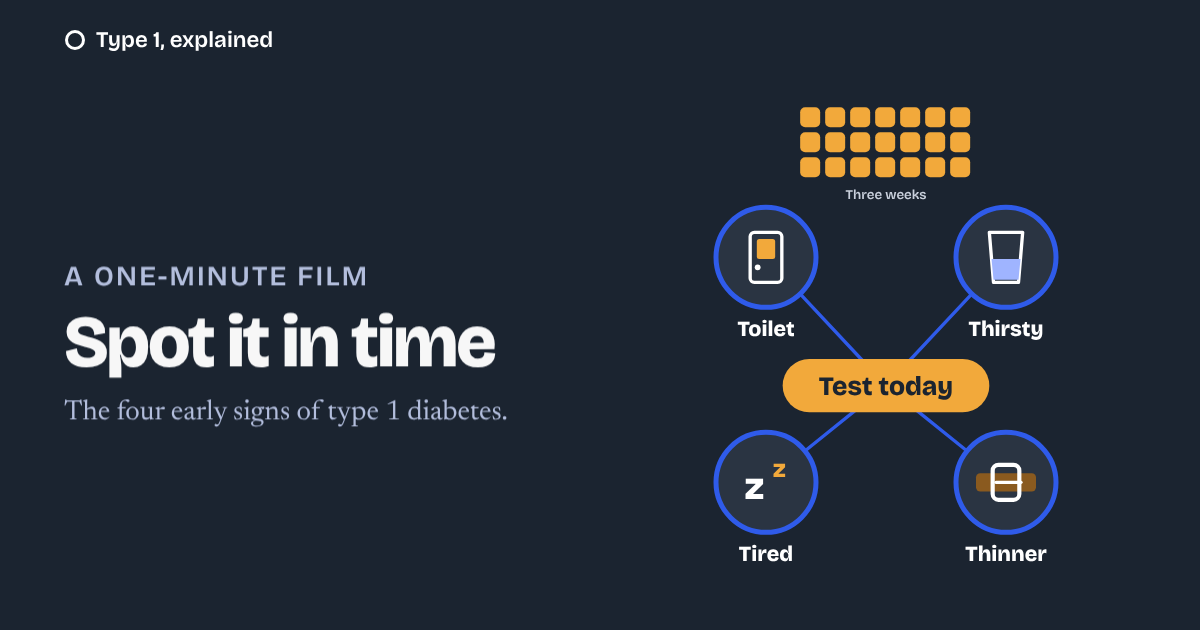 Type 1, explained
A ONE-MINUTE FILM
Spot it in time
The four early signs of type 1 diabetes.
Three weeks
Toilet
Thirsty
Test today
z z
Tired
Thinner